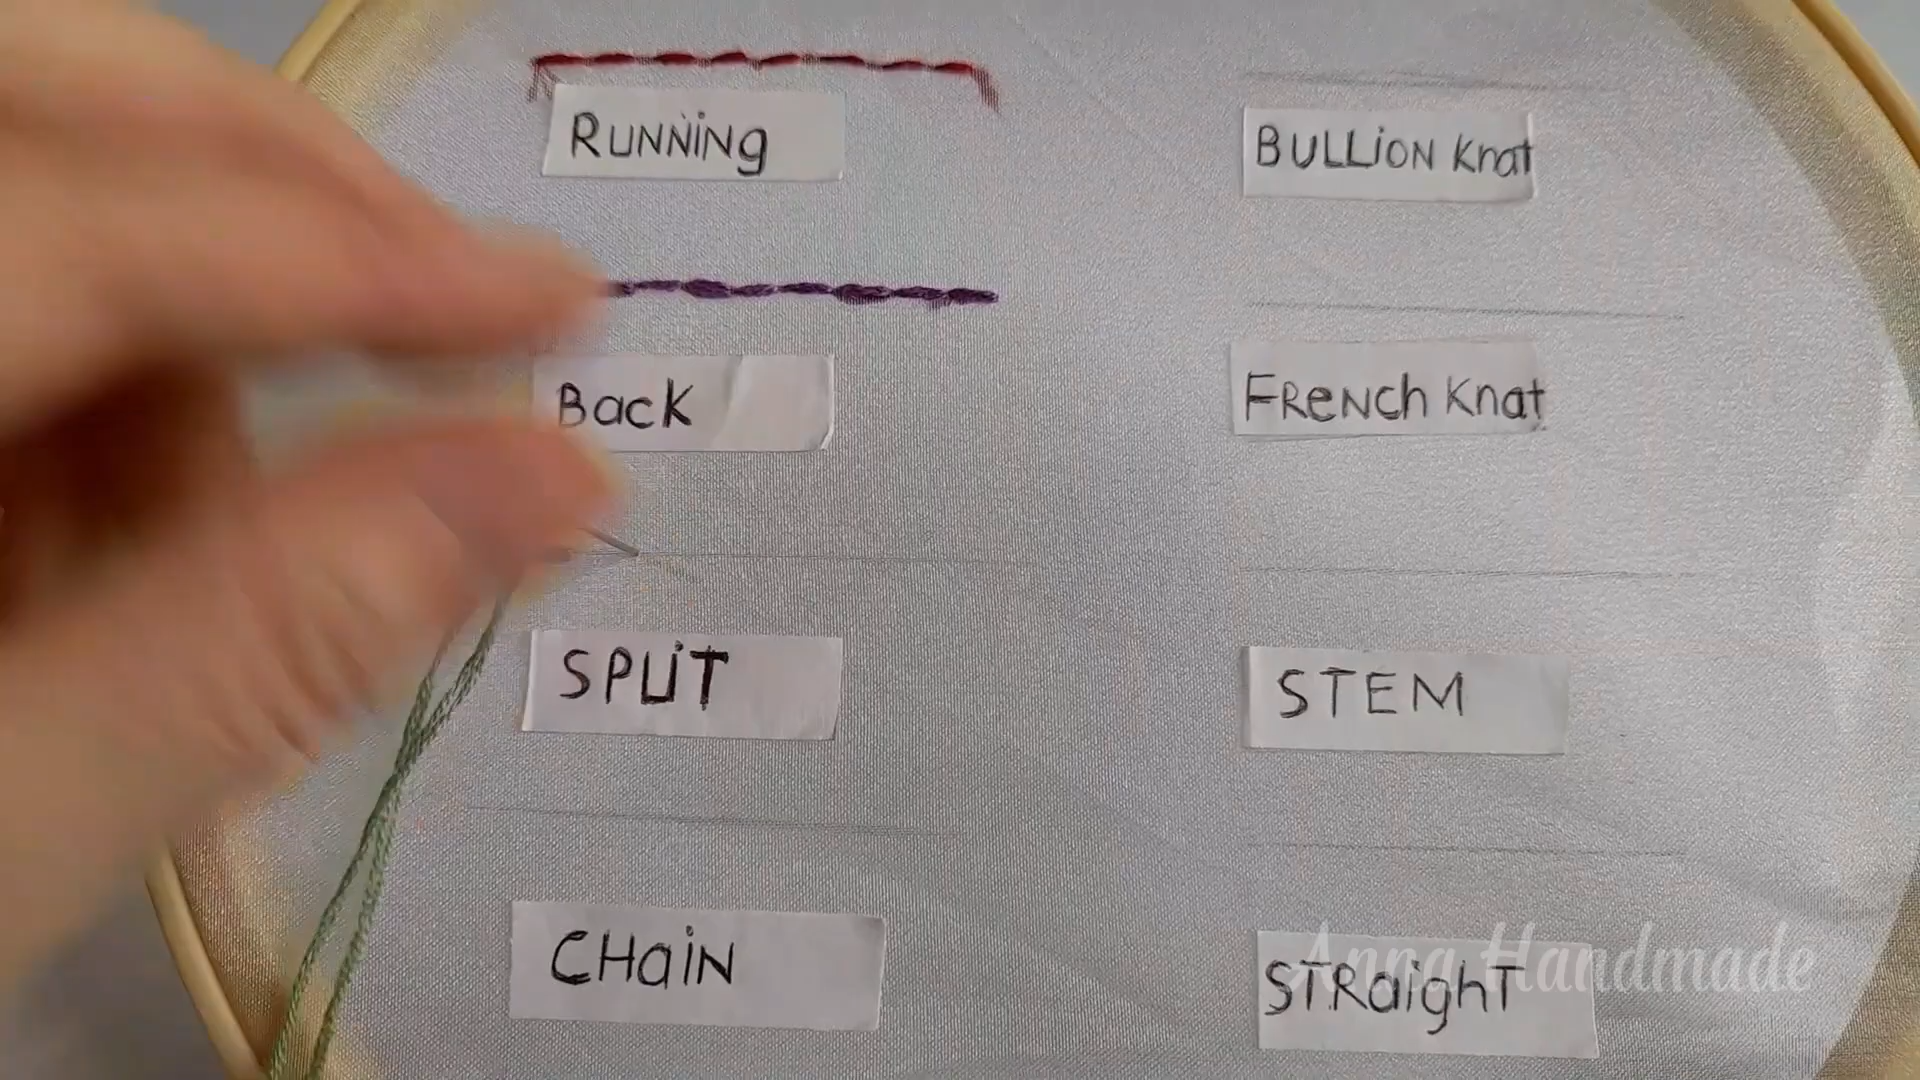 RUNNiNg
BULLiON Knat
Back
FReNCh Knat
SPLiT
STEM
CHaiN
STRaighT
Anna Handmade